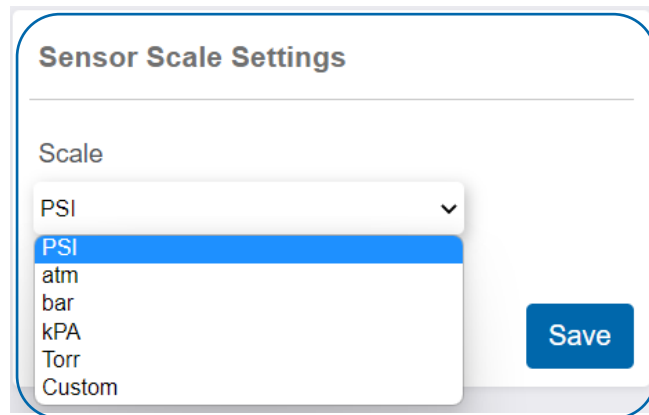 Sensor Scale Settings
Scale
PSI
PSI
atm
bar
kPA
Torr
Custom
Save